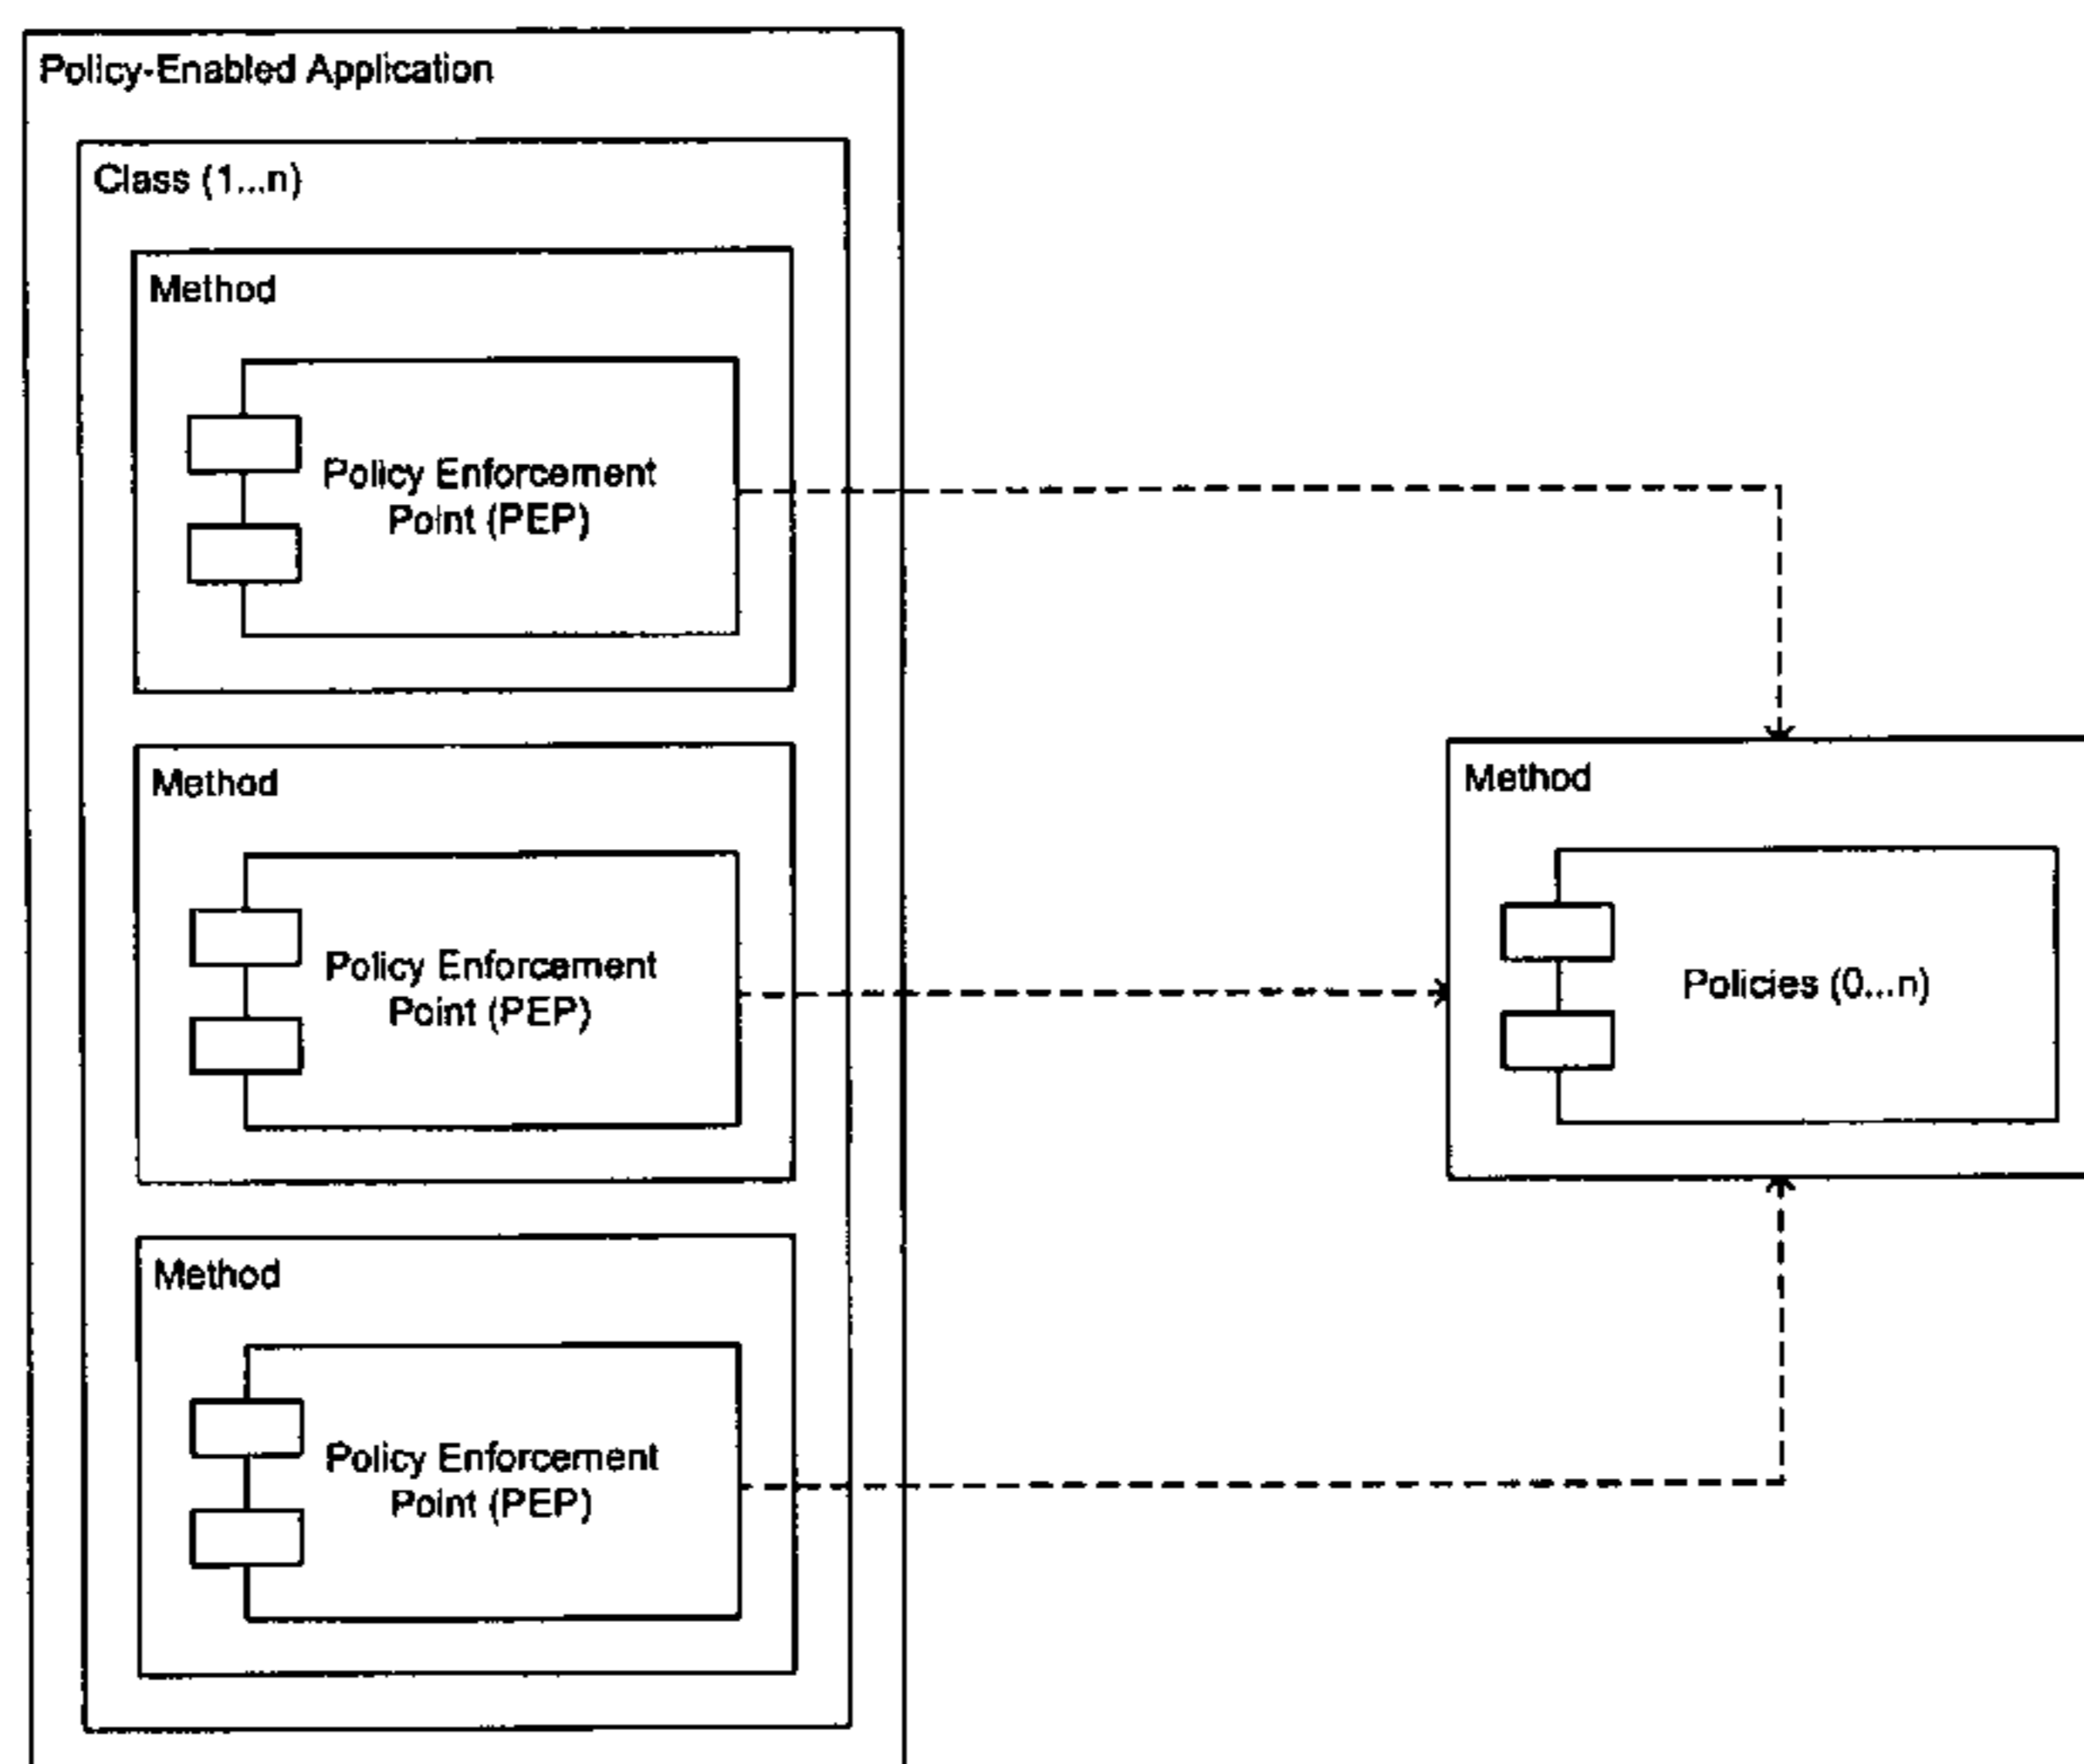 Policy-Enabled Application
Class (1...n)
Method
Policy Enforcement
Point (PEP)
Method
Policy Enforcement
Point (PEP)
Method
Policies (0...n)
Method
Policy Enforcement
Point (PEP)